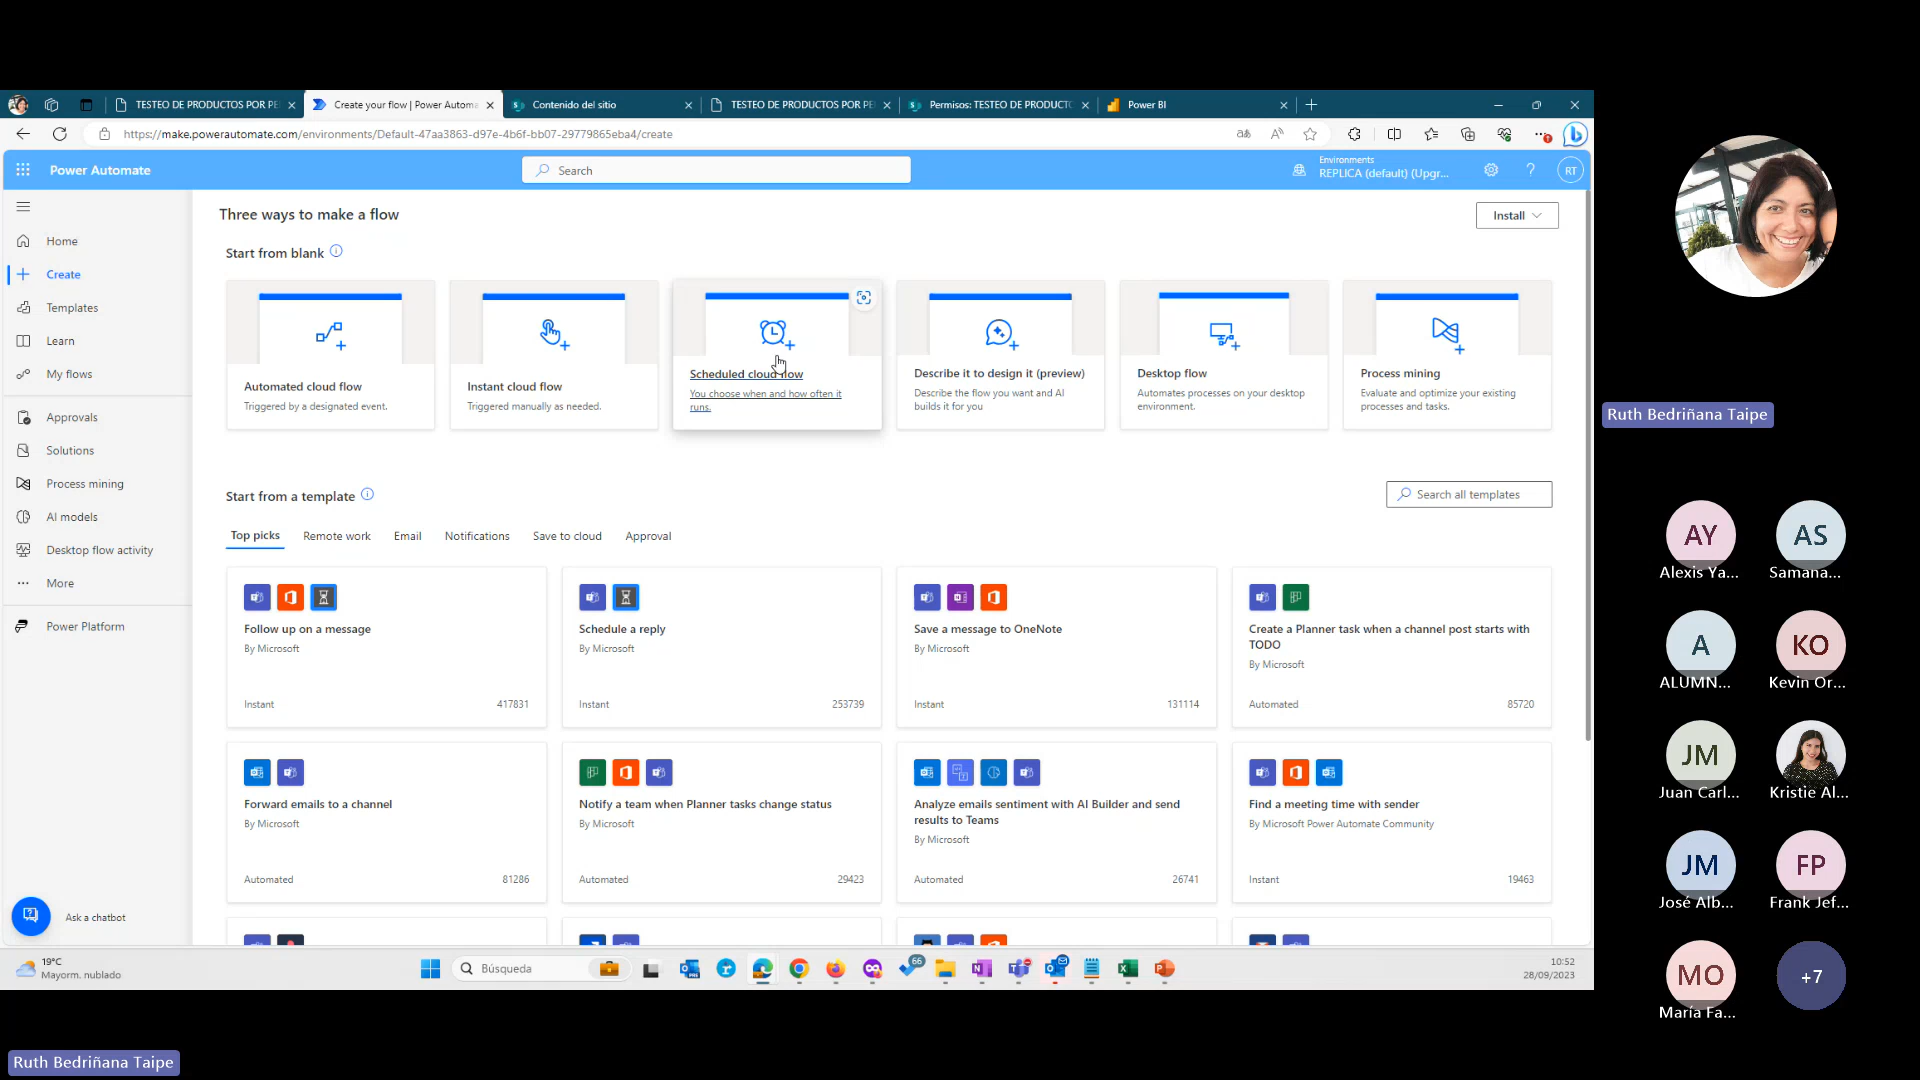 TESTEO DE PRODUCTOS POR PE
Create your flow | Power Automa
Contenido del sitio
TESTEO DE PRODUCTOS POR PE
Permisos: TESTEO DE PRODUCTO
Power BI
https://make.powerautomate.com/environments/Default-47aa3863-d97e-4b6f-bb07-29779865eba4/create
Power Automate
Search
Environments
REPLICA (default) (Upgr...
RT
Three ways to make a flow
Install
Home
Create
Templates
Learn
My flows
Approvals
Solutions
Process mining
AI models
Desktop flow activity
More
Power Platform
Ask a chatbot
Start from blank
Automated cloud flow
Triggered by a designated event.
Instant cloud flow
Triggered manually as needed.
Scheduled cloud flow
You choose when and how often it
runs.
Describe it to design it (preview)
Describe the flow you want and AI
builds it for you
Desktop flow
Automates processes on your desktop
environment.
Process mining
Evaluate and optimize your existing
processes and tasks.
Start from a template
Search all templates
Top picks
Remote work
Email
Notifications
Save to cloud
Approval
Follow up on a message
By Microsoft
Instant
417831
Schedule a reply
By Microsoft
Instant
253739
Save a message to OneNote
By Microsoft
Instant
131114
Create a Planner task when a channel post starts with
TODO
By Microsoft
Automated
85720
Forward emails to a channel
By Microsoft
Automated
81286
Notify a team when Planner tasks change status
By Microsoft
Automated
29423
Analyze emails sentiment with AI Builder and send
results to Teams
By Microsoft
Automated
26741
Find a meeting time with sender
By Microsoft Power Automate Community
Instant
19463
19°C
Mayorm. nublado
Búsqueda
66
10:52
28/09/2023
Ruth Bedriñana Taipe
AY
Alexis Ya...
AS
Samana...
A
ALUMN...
KO
Kevin Or...
JM
Juan Carl...
Kristie Al...
JM
José Alb...
FP
Frank Jef...
MO
María Fa...
+7
Ruth Bedriñana Taipe